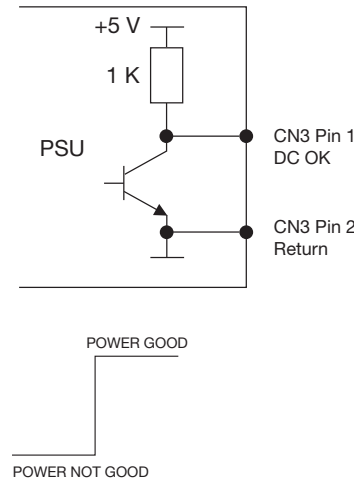 +5 V
1 K
PSU
CN3 Pin 1
DC OK
CN3 Pin 2
Return
POWER GOOD
POWER NOT GOOD